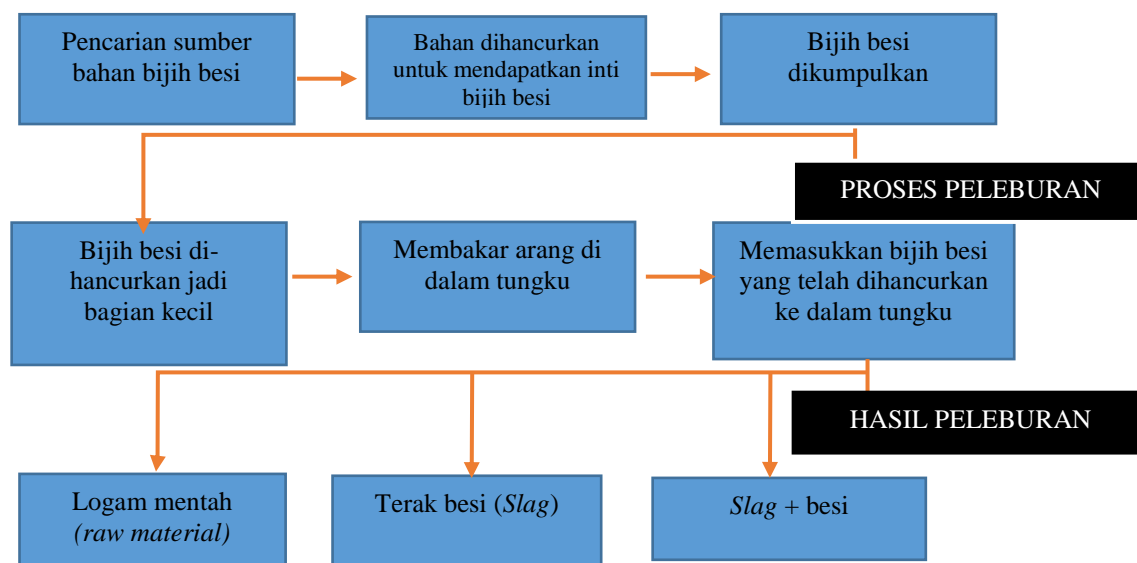 Pencarian sumber
bahan bijih besi
Bahan dihancurkan
untuk mendapatkan inti
bijih besi
Bijih besi
dikumpulkan
PROSES PELEBURAN
Bijih besi di-
hancurkan jadi
bagian kecil
Membakar arang di
dalam tungku
Memasukkan bijih besi
yang telah dihancurkan
ke dalam tungku
HASIL PELEBURAN
Logam mentah
(raw material)
Terak besi (Slag)
Slag + besi